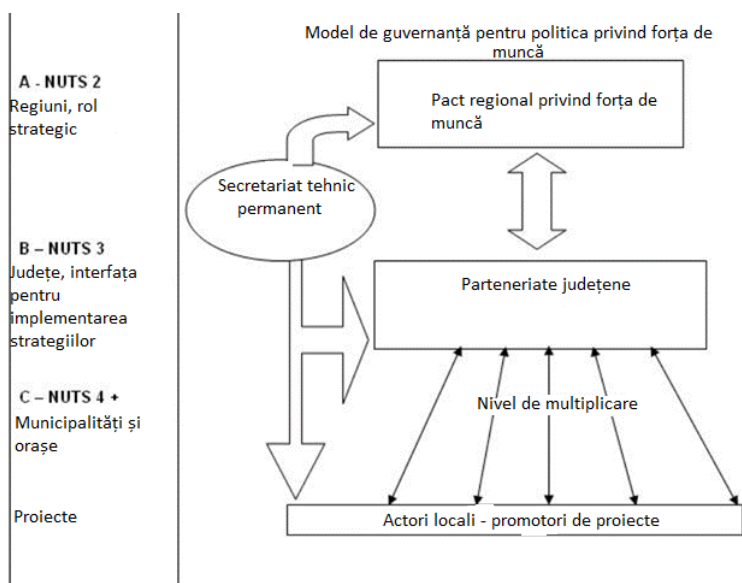 Model de guvernanță pentru politica privind forța de
muncă
A - NUTS 2
Regiuni, rol
strategic
Pact regional privind forța de
muncă
Secretariat tehnic
permanent
B – NUTS 3
Județe, interfața
pentru
implementarea
strategiilor
Parteneriate județene
C – NUTS 4 +
Municipalități și
orașe
Nivel de multiplicare
Proiecte
Actori locali - promotori de proiecte